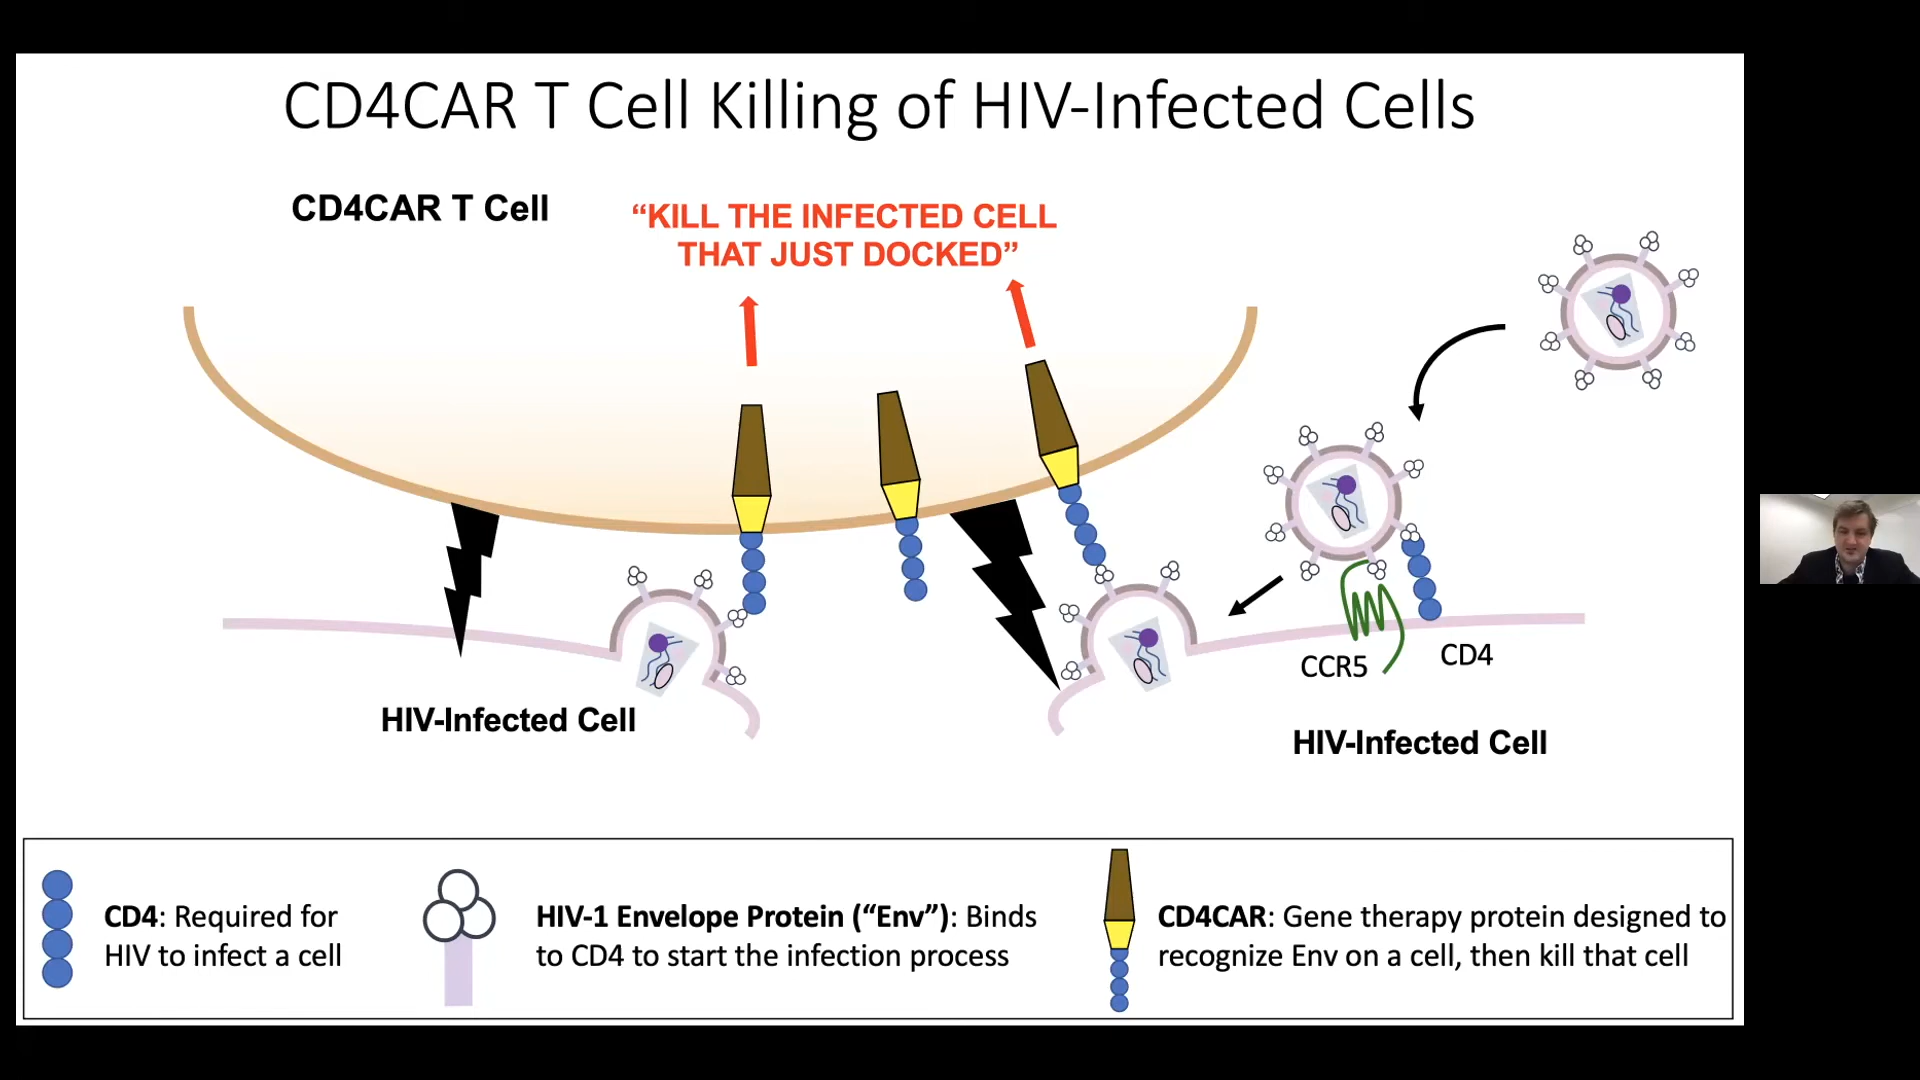 CD4CAR T Cell Killing of HIV-Infected Cells
CD4CAR T Cell
“KILL THE INFECTED CELL
THAT JUST DOCKED”
CCR5
CD4
HIV-Infected Cell
HIV-Infected Cell
CD4: Required for
HIV to infect a cell
HIV-1 Envelope Protein (“Env”): Binds
to CD4 to start the infection process
CD4CAR: Gene therapy protein designed to
recognize Env on a cell, then kill that cell